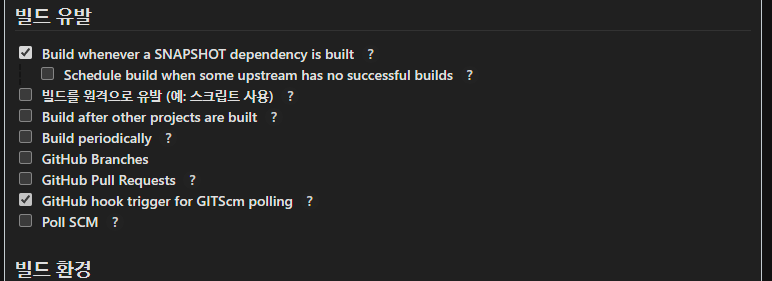 빌드 유발
Build whenever a SNAPSHOT dependency is built ?
Schedule build when some upstream has no successful builds ?
빌드를 원격으로 유발 (예: 스크립트 사용) ?
Build after other projects are built ?
Build periodically ?
GitHub Branches
GitHub Pull Requests ?
GitHub hook trigger for GITScm polling ?
Poll SCM ?
빌드 환경